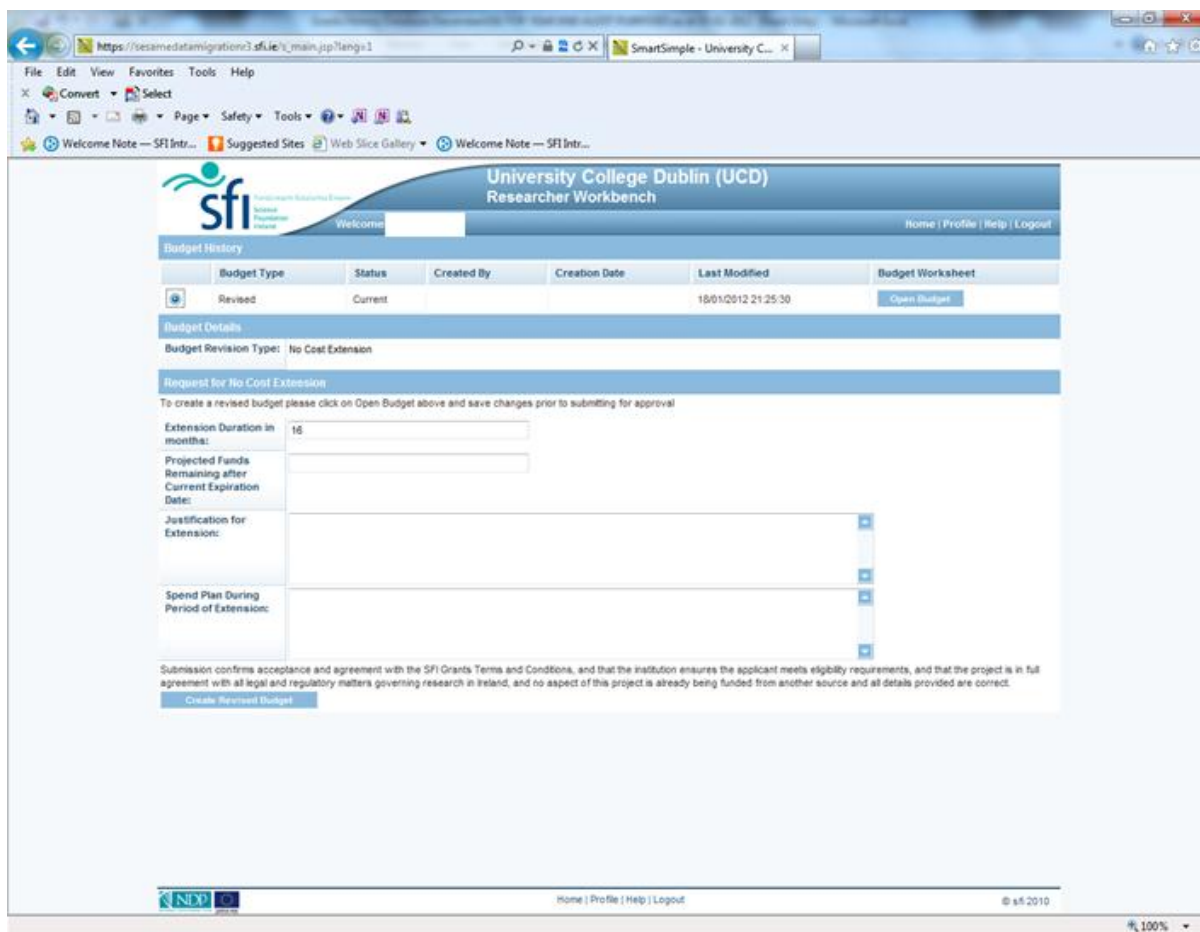 https://sesamedatamigrationr3.sfi.ie/s_main.jsp?lang=1
SmartSimple - University C...
File Edit View Favorites Tools Help
Convert Select
Page Safety Tools
Welcome Note — SFI Intr... Suggested Sites Web Slice Gallery Welcome Note — SFI Intr...
sfi
Science
Foundation
Ireland
University College Dublin (UCD)
Researcher Workbench
Welcome
Home | Profile | Help | Logout
Budget History
Budget Type Status Created By Creation Date Last Modified Budget Worksheet
Revised Current 18/01/2012 21:25:30 Open Budget
Budget Details
Budget Revision Type: No Cost Extension
Request for No Cost Extension
To create a revised budget please click on Open Budget above and save changes prior to submitting for approval
Extension Duration in
months:
16
Projected Funds
Remaining after
Current Expiration
Date:
Justification for
Extension:
Spend Plan During
Period of Extension:
Submission confirms acceptance and agreement with the SFI Grants Terms and Conditions, and that the institution ensures the applicant meets eligibility requirements, and that the project is in full
agreement with all legal and regulatory matters governing research in Ireland, and no aspect of this project is already being funded from another source and all details provided are correct.
Create Revised Budget
NDP
Home | Profile | Help | Logout
© sfi 2010
100%